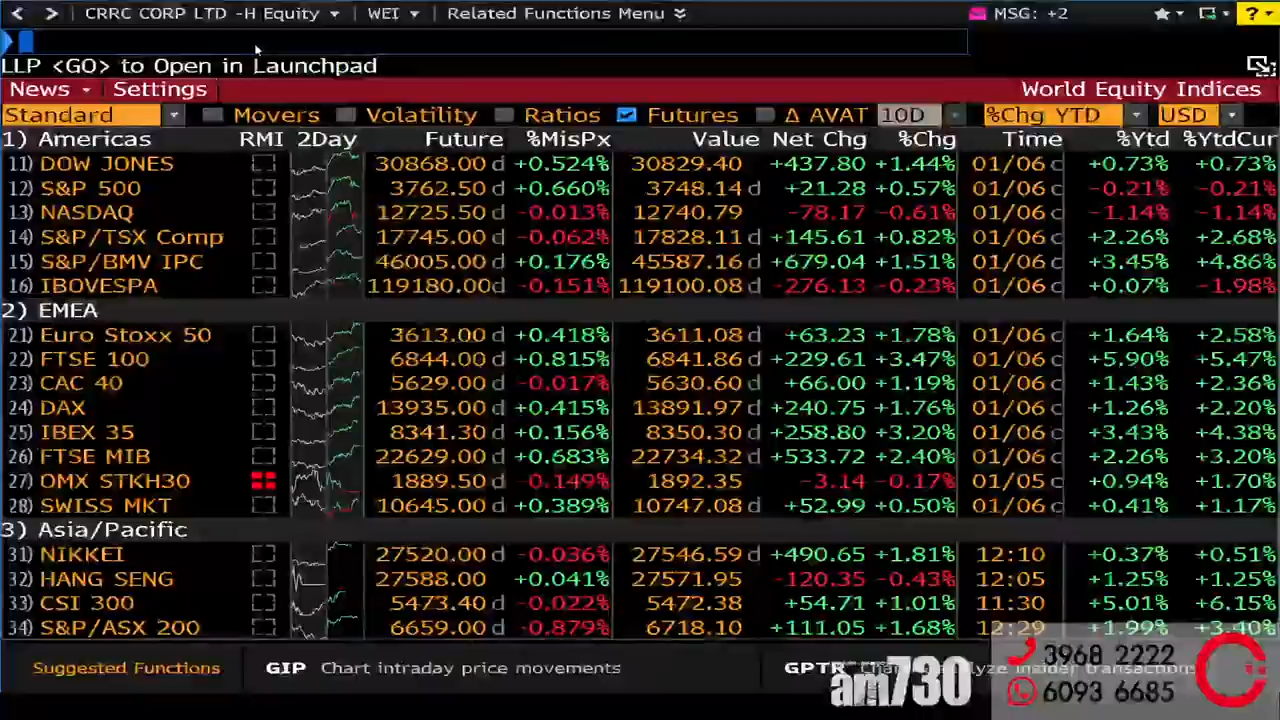 CRRC CORP LTD -H Equity WEI Related Functions Menu MSG: +2 ?
LLP <GO> to Open in Launchpad
News Settings World Equity Indices
Standard Movers Volatility Ratios Futures Δ AVAT 10D %Chg YTD USD
1) Americas RMI 2Day Future %MisPx Value Net Chg %Chg Time %Ytd %YtdCur
11) DOW JONES 30868.00 d +0.524% 30829.40 +437.80 +1.44% 01/06 c +0.73% +0.73%
12) S&P 500 3762.50 d +0.660% 3748.14 d +21.28 +0.57% 01/06 c -0.21% -0.21%
13) NASDAQ 12725.50 d -0.013% 12740.79 -78.17 -0.61% 01/06 c -1.14% -1.14%
14) S&P/TSX Comp 17745.00 d -0.062% 17828.11 d +145.61 +0.82% 01/06 c +2.26% +2.68%
15) S&P/BMV IPC 46005.00 d +0.176% 45587.16 d +679.04 +1.51% 01/06 c +3.45% +4.86%
16) IBOVESPA 119180.00 d -0.151% 119100.08 -276.13 -0.23% 01/06 c +0.07% -1.98%
2) EMEA
21) Euro Stoxx 50 3613.00 d +0.418% 3611.08 d +63.23 +1.78% 01/06 c +1.64% +2.58%
22) FTSE 100 6844.00 d +0.815% 6841.86 d +229.61 +3.47% 01/06 c +5.90% +5.47%
23) CAC 40 5629.00 d -0.017% 5630.60 d +66.00 +1.19% 01/06 c +1.43% +2.36%
24) DAX 13935.00 d +0.415% 13891.97 d +240.75 +1.76% 01/06 c +1.26% +2.20%
25) IBEX 35 8341.30 d +0.156% 8350.30 d +258.80 +3.20% 01/06 c +3.43% +4.38%
26) FTSE MIB 22629.00 d +0.683% 22734.32 d +533.72 +2.40% 01/06 c +2.26% +3.20%
27) OMX STKH30 1889.50 d -0.149% 1892.35 -3.14 -0.17% 01/05 c +0.94% +1.70%
28) SWISS MKT 10645.00 d +0.389% 10747.08 d +52.99 +0.50% 01/06 c +0.41% +1.17%
3) Asia/Pacific
31) NIKKEI 27520.00 d -0.036% 27546.59 d +490.65 +1.81% 12:10 +0.37% +0.51%
32) HANG SENG 27588.00 +0.041% 27571.95 -120.35 -0.43% 12:05 +1.25% +1.25%
33) CSI 300 5473.40 d -0.022% 5472.38 +54.71 +1.01% 11:30 +5.01% +6.15%
34) S&P/ASX 200 6659.00 d -0.879% 6718.10 +111.05 +1.68% 12:29 +1.99% +3.40%
Suggested Functions GIP Chart intraday price movements GPTR insider transactions
am730 3968 2222
6093 6685